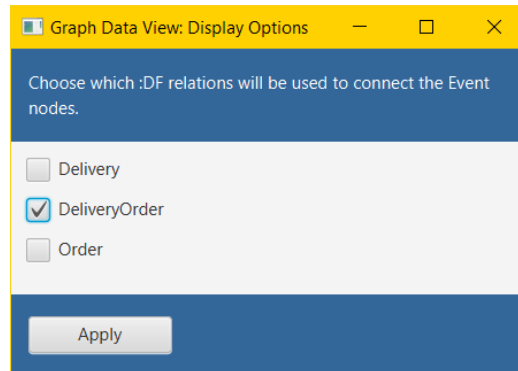 Graph Data View: Display Options
Choose which :DF relations will be used to connect the Event
nodes.
Delivery
DeliveryOrder
Order
Apply